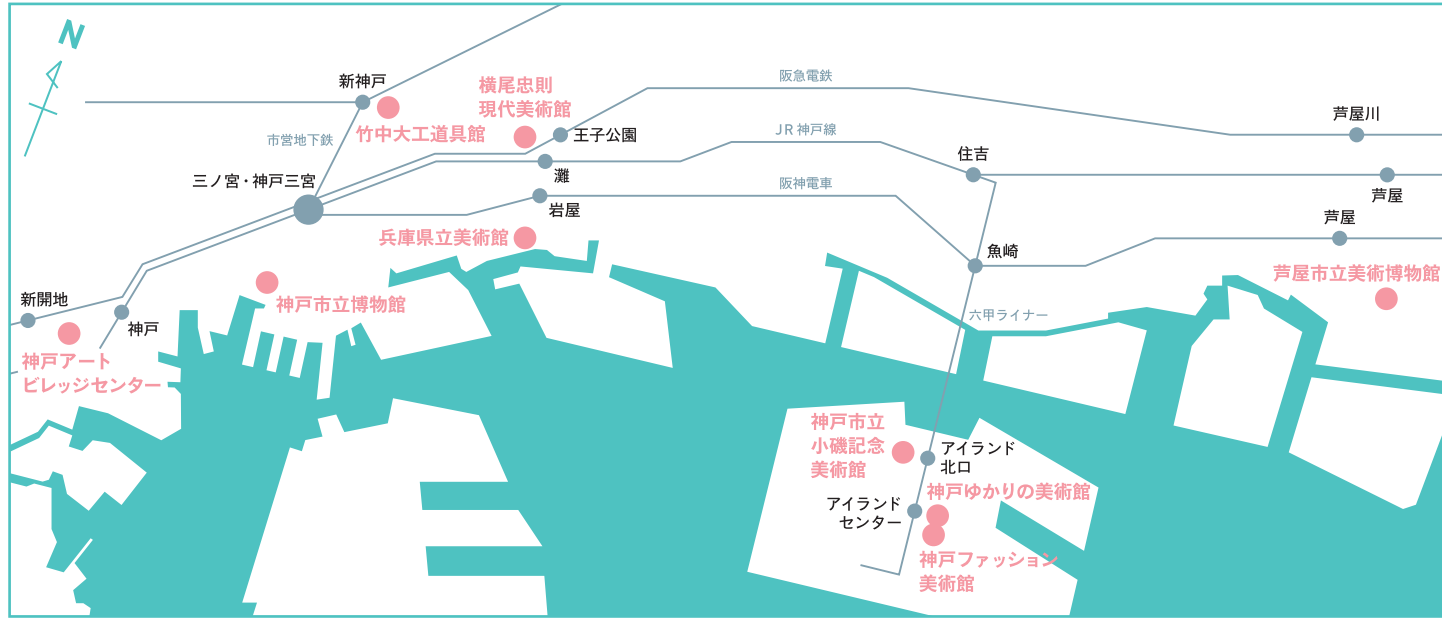 N
新神戸
竹中大工道具館
市営地下鉄
横尾忠則
現代美術館
王子公園
阪急電鉄
芦屋川
JR神戸線
住吉
灘
芦屋
三ノ宮・神戸三宮
阪神電車
岩屋
芦屋
兵庫県立美術館
魚崎
芦屋市立美術博物館
新開地
神戸市立博物館
六甲ライナー
神戸
神戸アート
ビレッジセンター
神戸市立
小磯記念
美術館
アイランド
北口
神戸ゆかりの美術館
アイランド
センター
神戸ファッション
美術館